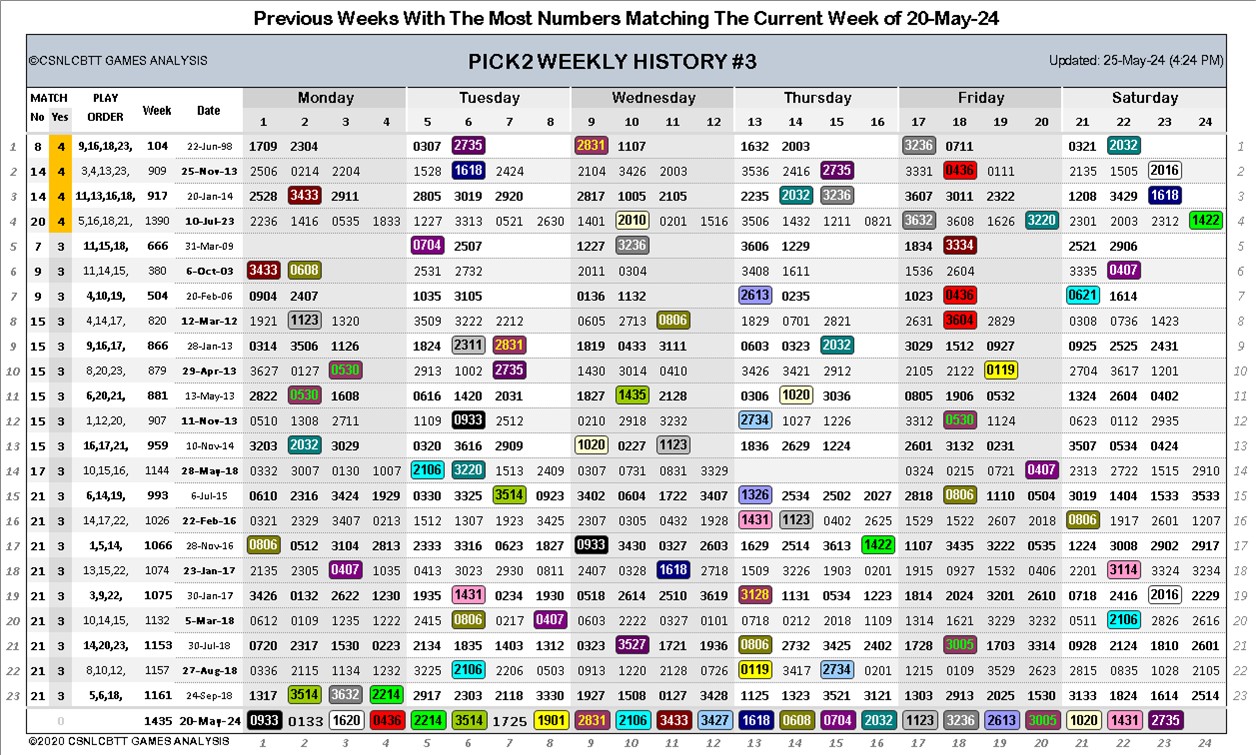 Previous Weeks With The Most Numbers Matching The Current Week of 20-May-24
©CSNLCBTT GAMES ANALYSIS PICK2 WEEKLY HISTORY #3 Updated: 25-May-24 (4:24 PM)
MATCH PLAY Week Date Monday Tuesday Wednesday Thursday Friday Saturday
No Yes ORDER 1 2 3 4 5 6 7 8 9 10 11 12 13 14 15 16 17 18 19 20 21 22 23 24
1 8 4 9,16,18,23, 104 22-Jun-98 1709 2304 0307 2735 2831 1107 1632 2003 3236 0711 0321 2032 1
2 14 4 3,4,13,23, 909 25-Nov-13 2506 0214 2204 1528 1618 2424 2104 3426 2003 3536 2416 2735 3331 0436 0111 2135 1505 2016 2
3 14 4 11,13,16,18, 917 20-Jan-14 2528 3433 2911 2805 3019 2920 2817 1005 2105 2235 2032 3236 3607 3011 2322 1208 3429 1618 3
4 20 4 5,16,18,21, 1390 10-Jul-23 2236 1416 0535 1833 1227 3313 0521 2630 1401 2010 0201 1516 3506 1432 1211 0821 3632 3608 1626 3220 2301 2003 2312 1422 4
5 7 3 11,15,18, 666 31-Mar-09 0704 2507 1227 3236 3606 1229 1834 3334 2521 2906 5
6 9 3 11,14,15, 380 6-Oct-03 3433 0608 2531 2732 2011 0304 3408 1611 1536 2604 3335 0407 6
7 9 3 4,10,19, 504 20-Feb-06 0904 2407 1035 3105 0136 1132 2613 0235 1023 0436 0621 1614 7
8 15 3 4,14,17, 820 12-Mar-12 1921 1123 1320 3509 3222 2212 0605 2713 0806 1829 0701 2821 2631 3604 2829 0308 0736 1423 8
9 15 3 9,16,17, 866 28-Jan-13 0314 3506 1126 1824 2311 2831 1819 0433 3111 0603 0323 2032 3029 1512 0927 0925 2525 2431 9
10 15 3 8,20,23, 879 29-Apr-13 3627 0127 0530 2913 1002 2735 1430 3014 0410 3426 3421 2912 2105 2122 0119 2704 3617 1201 10
11 15 3 6,20,21, 881 13-May-13 2822 0530 1608 0616 1420 2031 1827 1435 2128 0306 1020 3036 0805 1906 0532 1324 2604 0402 11
12 15 3 1,12,20, 907 11-Nov-13 0510 1308 2711 1109 0933 2512 0210 2918 3232 2734 1027 1226 3332 0530 1124 0623 0112 2935 12
13 15 3 16,17,21, 959 10-Nov-14 3203 2032 3029 0320 3616 2909 1020 0227 1123 1836 2629 1224 2601 3132 0231 3507 0534 0424 13
14 17 3 10,15,16, 1144 28-May-18 0332 3007 0130 1007 2106 3220 1513 2409 0307 0731 0831 3329 0324 0215 0721 0407 2313 2722 1515 2910 14
15 21 3 6,14,19, 993 6-Jul-15 0610 2316 3424 1929 0330 3325 3514 0923 3402 0604 1722 3407 1326 2534 2502 2027 2818 0806 1110 0504 3019 1404 1533 3533 15
16 21 3 14,17,22, 1026 22-Feb-16 0321 2329 3407 0213 1512 1307 1923 3425 2307 0305 0432 1928 1431 1123 0402 2625 1529 1522 2607 2018 0806 1917 2601 1207 16
17 21 3 1,5,14, 1066 28-Nov-16 0806 0512 3104 2813 2333 3316 0623 1827 0933 3430 0327 2603 1629 2514 3613 1422 1107 3435 3222 0535 1224 3008 2902 2917 17
18 21 3 13,15,22, 1074 23-Jan-17 2135 2305 0407 1035 0413 3023 2930 0811 2407 0328 1618 2718 1509 3226 1903 0201 1915 0927 1532 0406 2201 3114 3324 3234 18
19 21 3 3,9,22, 1075 30-Jan-17 3426 0132 2622 1230 1935 1431 0234 1930 0518 2614 2510 3619 3128 1131 0534 1223 1814 2024 3201 2610 0718 2416 2016 2229 19
20 21 3 10,14,15, 1132 5-Mar-18 0612 0109 1235 1222 2415 0806 0217 0407 0603 2222 0327 0101 0718 0212 2018 1109 1314 1621 3229 3232 0511 2106 2826 2616 20
21 21 3 14,20,23, 1153 30-Jul-18 0720 2317 1530 0223 2134 1825 1403 1312 0323 3527 1721 1936 0806 2732 3435 2402 1728 3005 1703 3314 0928 2124 1810 2601 21
22 21 3 8,10,12, 1157 27-Aug-18 0336 2115 1134 1232 3225 2106 2206 0503 0913 1220 2128 0726 0119 3417 2734 0201 1215 0109 3529 2623 2815 0835 1028 2105 22
23 21 3 5,6,18, 1161 24-Sep-18 1317 3514 3632 2214 2917 2303 2118 3330 1927 1508 0127 3428 1125 1323 3521 3121 1303 2913 2025 1530 3133 1824 1614 2514 23
0 1435 20-May-24 0933 0133 1620 0436 2214 3514 1725 1901 2831 2106 3433 3427 1618 0608 0704 2032 1123 3236 2613 3005 1020 1431 2735
©2020 CSNLCBTT GAMES ANALYSIS 1 2 3 4 5 6 7 8 9 10 11 12 13 14 15 16 17 18 19 20 21 22 23 24